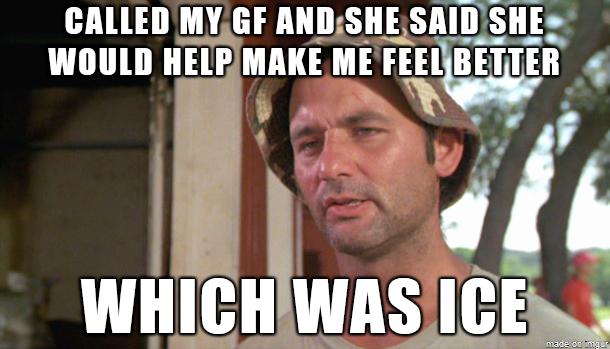 CALLED MY GF AND SHE SAID SHE
WOULD HELP MAKE ME FEEL BETTER
WHICH WAS ICE
made on imgur